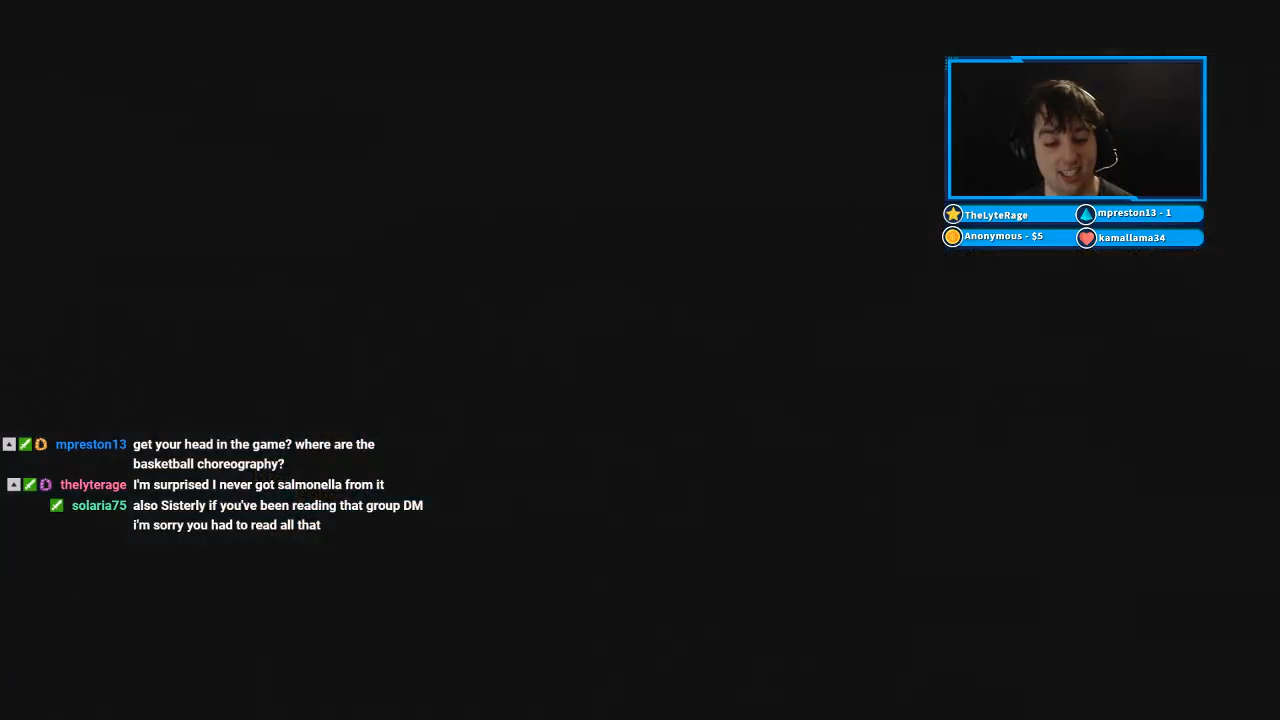 TheLyteRage
mpreston13 - 1
Anonymous - $5
kamallama34
mpreston13 get your head in the game? where are the
basketball choreography?
thelyterage I'm surprised I never got salmonella from it
solaria75 also Sisterly if you've been reading that group DM
i'm sorry you had to read all that